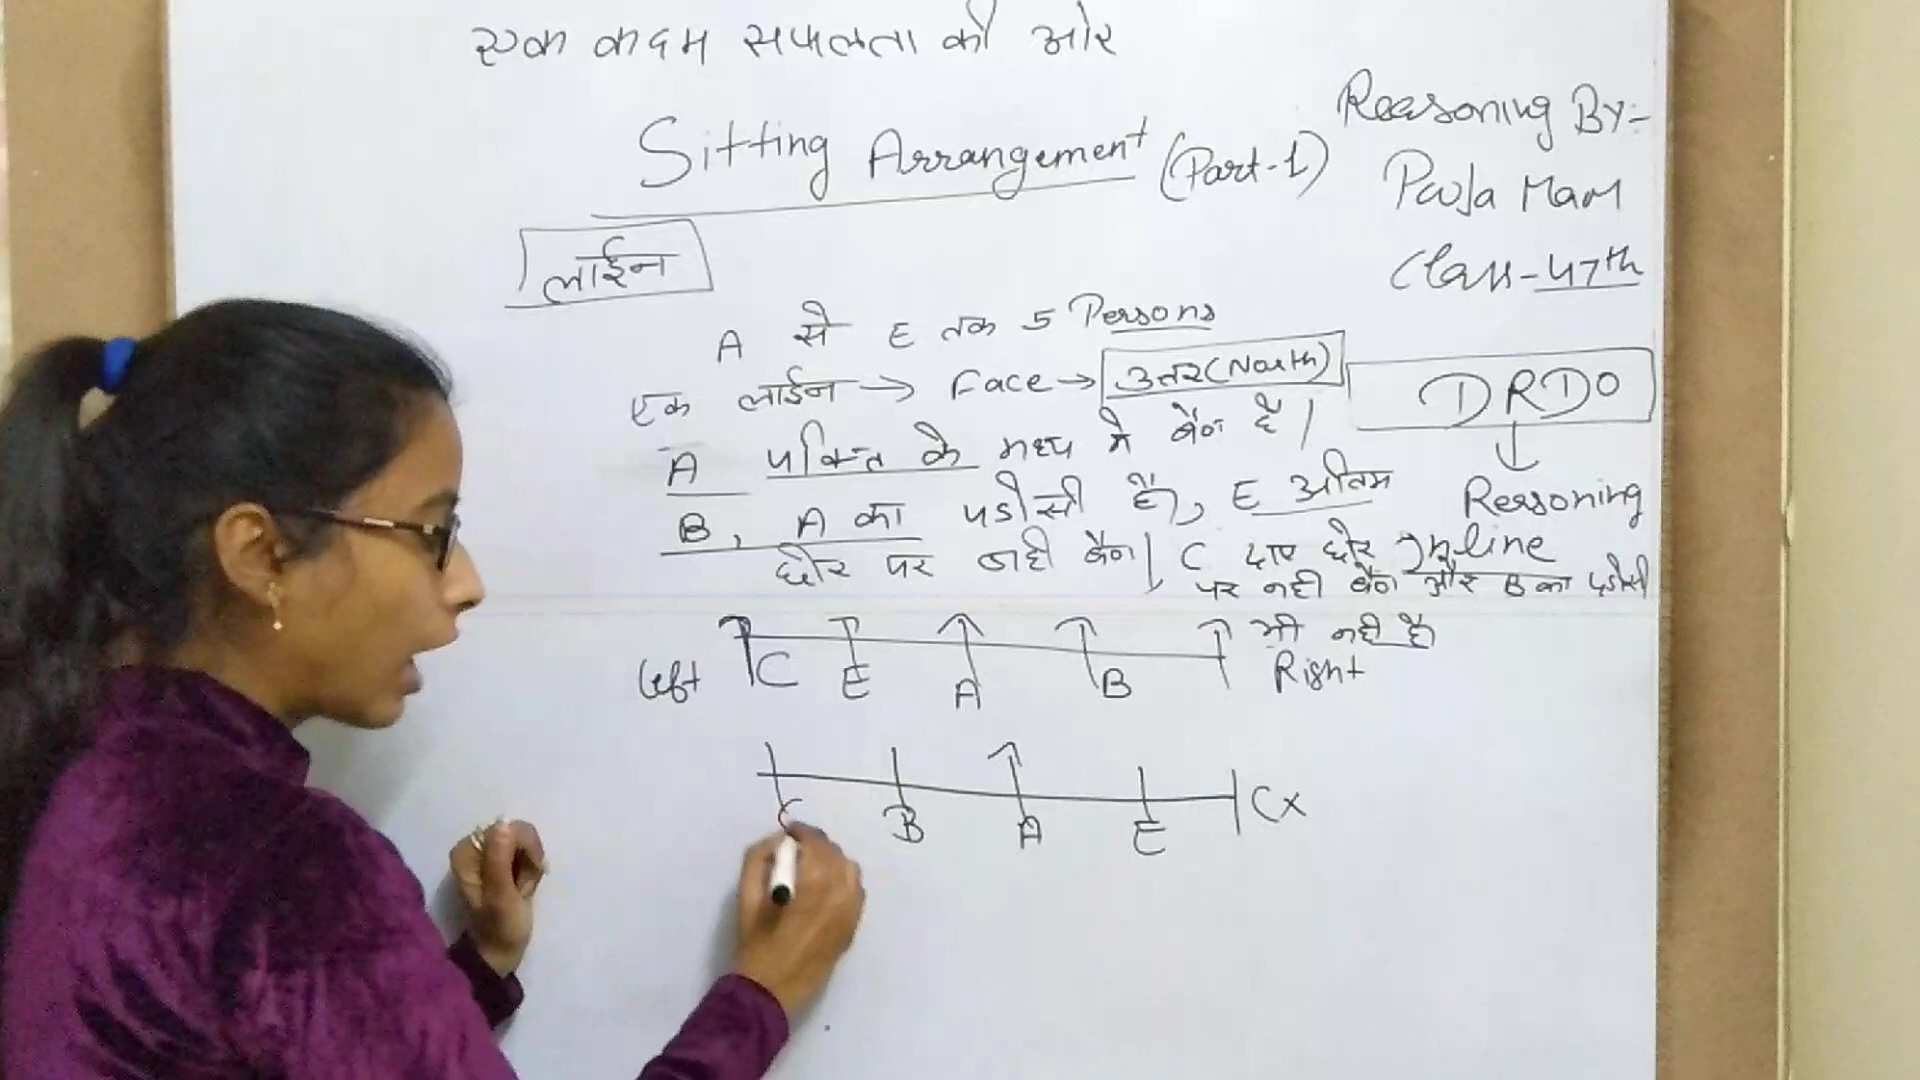 एक कदम सफलता की ओर
Sitting Arrangement (Part-1)
Reasoning By:-
Pooja Mam
Class-47th
लाईन
A से E तक 5 Persons
एक लाईन → Face → उत्तर (North)
DRDO
A पंक्ति के मध्य मे बैठा है।
B, A का पडोसी है, E अंतिम
छोर पर नही बैठा। C दाए छोर
पर नही बैठा और B का पडोसी
भी नही है
Reasoning
Online
Left C E A B Right
C B A E Cx